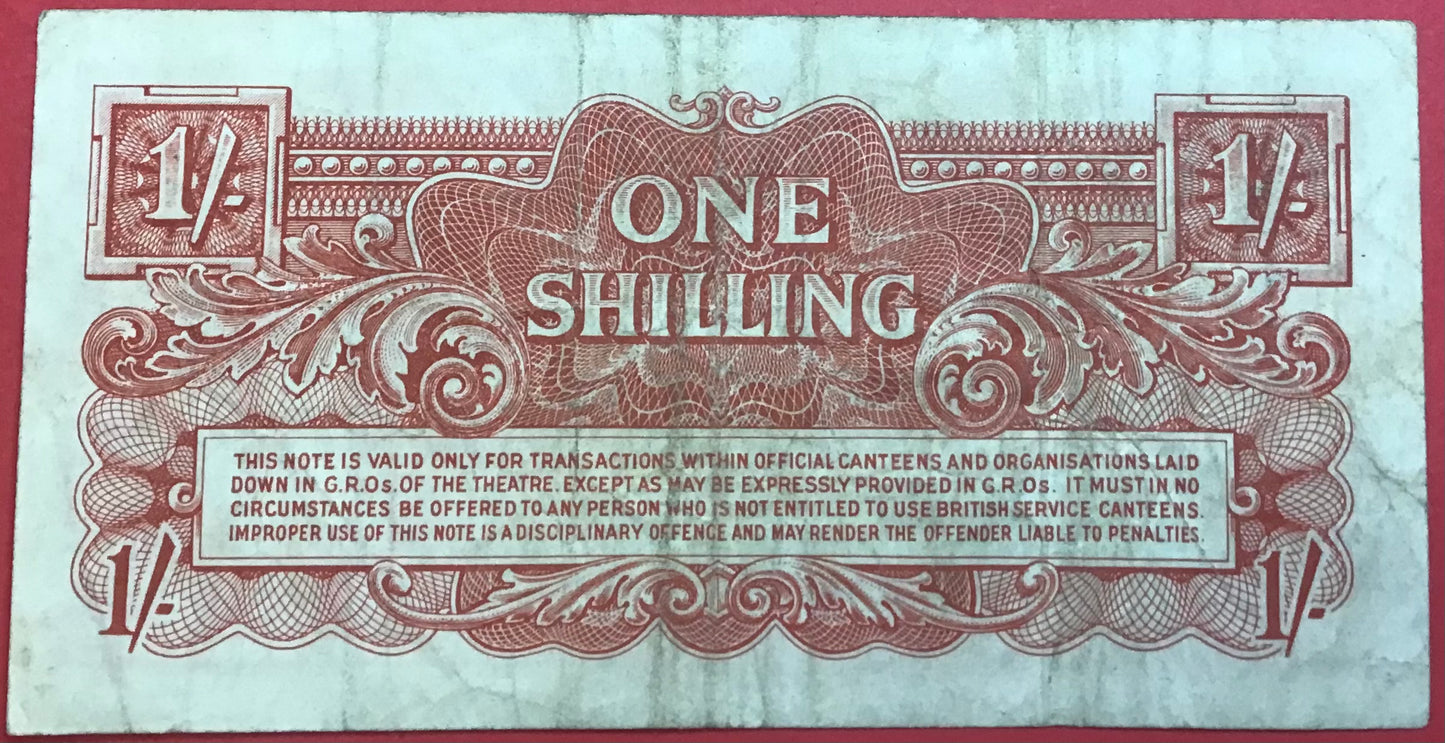 1/- 1/-
ONE
SHILLING
THIS NOTE IS VALID ONLY FOR TRANSACTIONS WITHIN OFFICIAL CANTEENS AND ORGANISATIONS LAID
DOWN IN G.R.Os. OF THE THEATRE. EXCEPT AS MAY BE EXPRESSLY PROVIDED IN G.R.Os. IT MUST IN NO
CIRCUMSTANCES BE OFFERED TO ANY PERSON WHO IS NOT ENTITLED TO USE BRITISH SERVICE CANTEENS.
IMPROPER USE OF THIS NOTE IS A DISCIPLINARY OFFENCE AND MAY RENDER THE OFFENDER LIABLE TO PENALTIES.
1/- 1/-